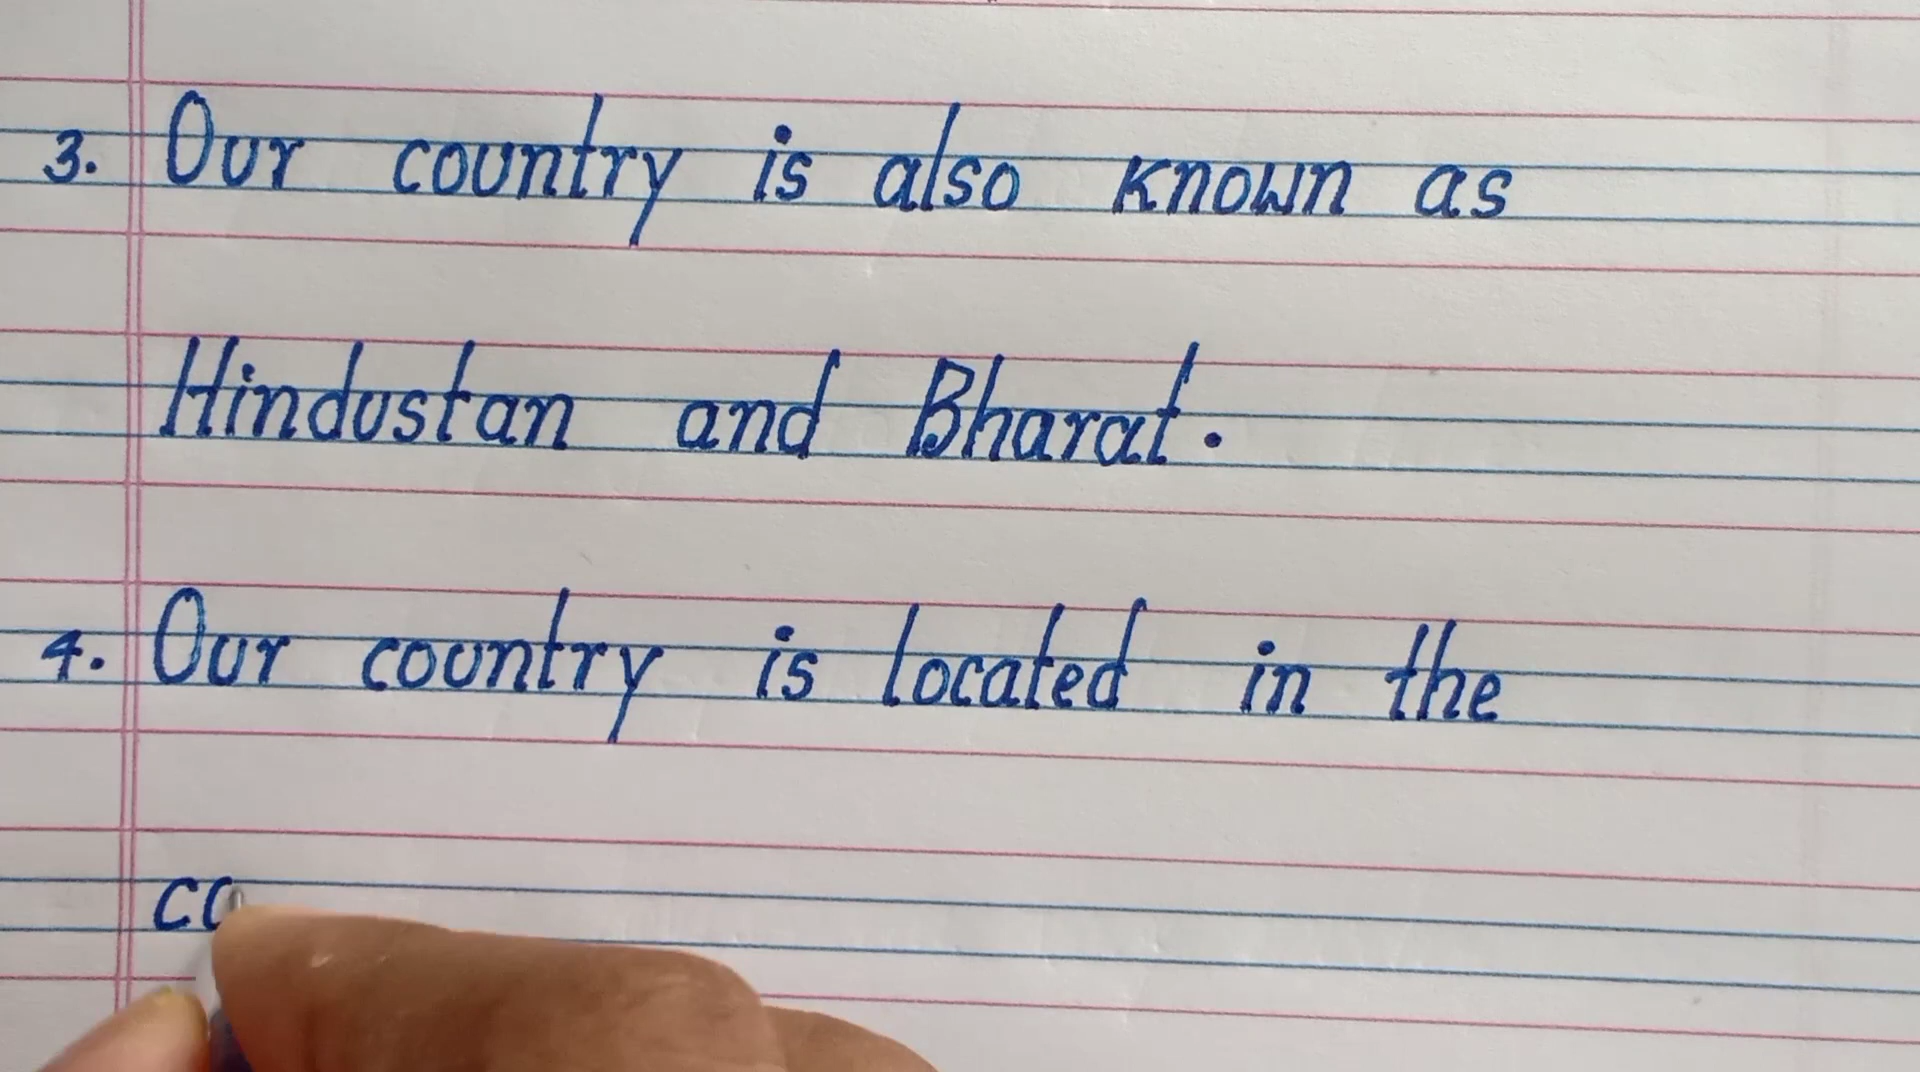 3. Our country is also known as
Hindustan and Bharat.
4. Our country is located in the